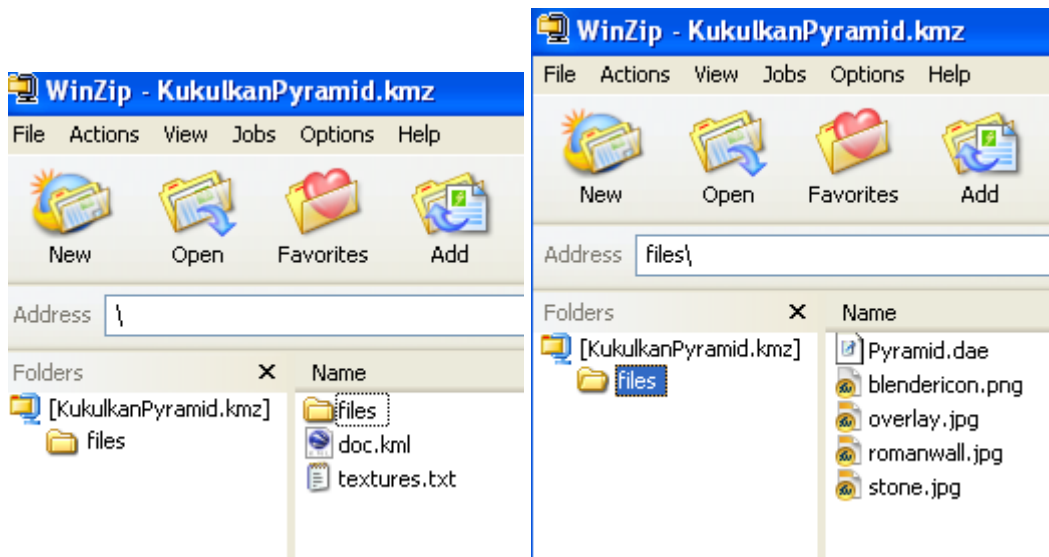 WinZip - KukulkanPyramid.kmz
File Actions View Jobs Options Help
New Open Favorites Add
Address \
Folders X Name
[KukulkanPyramid.kmz]
files
files
doc.kml
textures.txt
WinZip - KukulkanPyramid.kmz
File Actions View Jobs Options Help
New Open Favorites Add
Address files\
Folders X Name
[KukulkanPyramid.kmz]
files
Pyramid.dae
blendericon.png
overlay.jpg
romanwall.jpg
stone.jpg